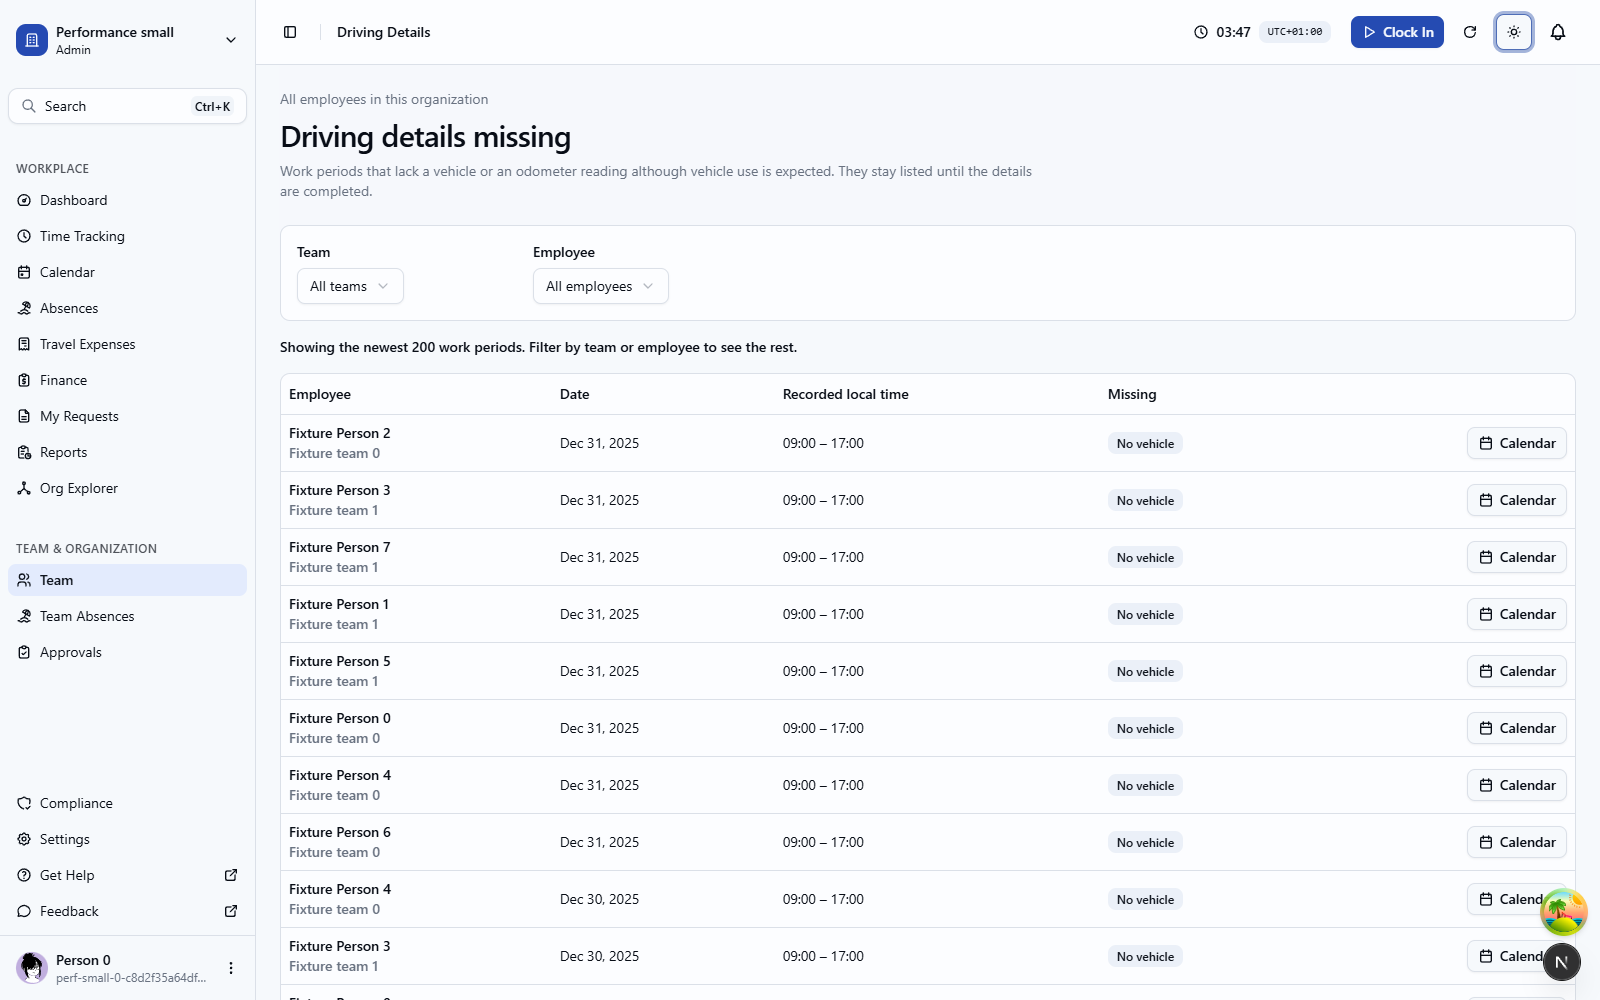 Performance small
Admin
Search
Ctrl+K
WORKPLACE
Dashboard
Time Tracking
Calendar
Absences
Travel Expenses
Finance
My Requests
Reports
Org Explorer
TEAM & ORGANIZATION
Team
Team Absences
Approvals
Compliance
Settings
Get Help
Feedback
Person 0
perf-small-0-c8d2f35a64df...
Driving Details
03:47 UTC+01:00
Clock In
All employees in this organization
Driving details missing
Work periods that lack a vehicle or an odometer reading although vehicle use is expected. They stay listed until the details
are completed.
Team
All teams
Employee
All employees
Showing the newest 200 work periods. Filter by team or employee to see the rest.
Employee Date Recorded local time Missing
Fixture Person 2
Fixture team 0
Dec 31, 2025 09:00 – 17:00 No vehicle Calendar
Fixture Person 3
Fixture team 1
Dec 31, 2025 09:00 – 17:00 No vehicle Calendar
Fixture Person 7
Fixture team 1
Dec 31, 2025 09:00 – 17:00 No vehicle Calendar
Fixture Person 1
Fixture team 1
Dec 31, 2025 09:00 – 17:00 No vehicle Calendar
Fixture Person 5
Fixture team 1
Dec 31, 2025 09:00 – 17:00 No vehicle Calendar
Fixture Person 0
Fixture team 0
Dec 31, 2025 09:00 – 17:00 No vehicle Calendar
Fixture Person 4
Fixture team 0
Dec 31, 2025 09:00 – 17:00 No vehicle Calendar
Fixture Person 6
Fixture team 0
Dec 31, 2025 09:00 – 17:00 No vehicle Calendar
Fixture Person 4
Fixture team 0
Dec 30, 2025 09:00 – 17:00 No vehicle Calend
Fixture Person 3
Fixture team 1
Dec 30, 2025 09:00 – 17:00 No vehicle Calend
N